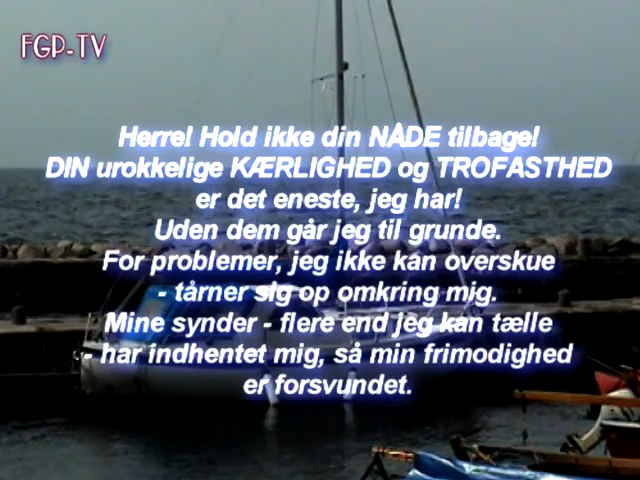 FGP-TV
Herre! Hold ikke din NÅDE tilbage!
DIN urokkelige KÆRLIGHED og TROFASTHED
er det eneste, jeg har!
Uden dem går jeg til grunde.
For problemer, jeg ikke kan overskue
- tårner sig op omkring mig.
Mine synder - flere end jeg kan tælle
- har indhentet mig, så min frimodighed
er forsvundet.